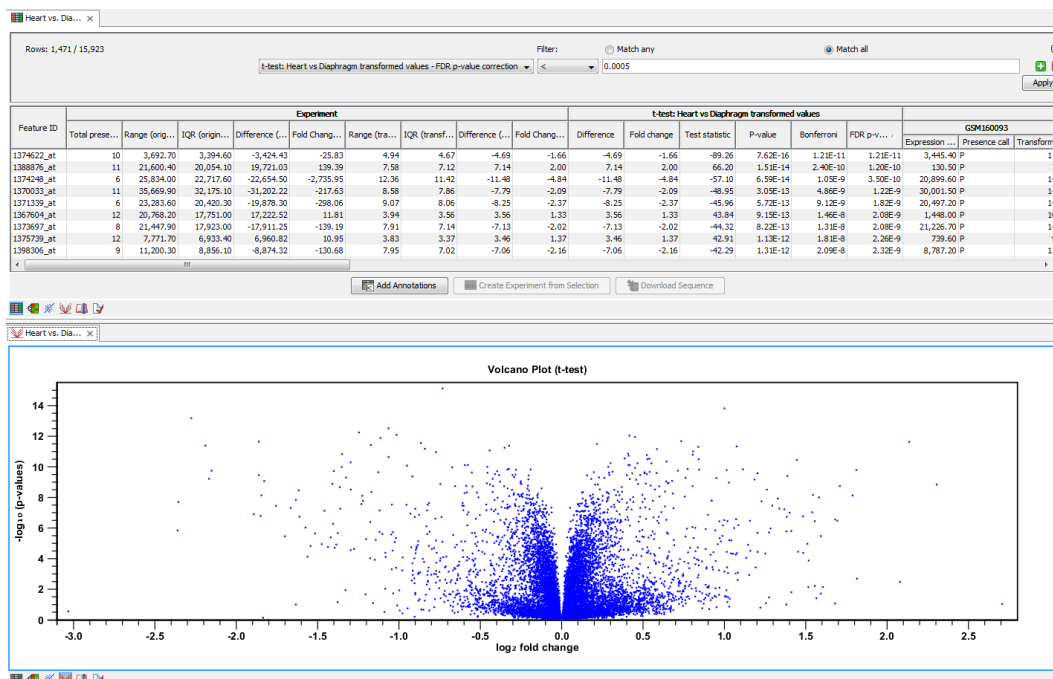 Heart vs. Dia...
Rows: 1,471 / 15,923 Filter: Match any Match all
t-test: Heart vs Diaphragm transformed values - FDR p-value correction < 0.0005
Apply
Feature ID Experiment t-test: Heart vs Diaphragm transformed values
GSM160093
Total prese... Range (orig... IQR (origin... Difference (... Fold Chang... Range (tra... IQR (transf... Difference (... Fold Chang... Difference Fold change Test statistic P-value Bonferroni FDR p-v... Expression ... Presence call Transform
1374622_at 10 3,692.70 3,394.60 -3,424.43 -25.83 4.94 4.67 -4.69 -1.66 -4.69 -1.66 -89.26 7.62E-16 1.21E-11 1.21E-11 3,445.40 P
1388876_at 11 21,600.40 20,054.10 19,721.03 139.39 7.58 7.12 7.14 2.00 7.14 2.00 66.20 1.51E-14 2.40E-10 1.20E-10 130.50 P
1374248_at 6 25,834.00 22,717.60 -22,654.50 -2,735.95 12.36 11.42 -11.48 -4.84 -11.48 -4.84 -57.10 6.59E-14 1.05E-9 3.50E-10 20,899.60 P
1370033_at 11 35,669.90 32,175.10 -31,202.22 -217.63 8.58 7.86 -7.79 -2.09 -7.79 -2.09 -48.95 3.05E-13 4.86E-9 1.22E-9 30,001.50 P
1371339_at 6 23,283.60 20,420.30 -19,878.30 -298.06 9.07 8.06 -8.25 -2.37 -8.25 -2.37 -45.96 5.72E-13 9.12E-9 1.82E-9 20,497.20 P
1367604_at 12 20,768.20 17,751.00 17,222.52 11.81 3.94 3.56 3.56 1.33 3.56 1.33 43.84 9.15E-13 1.46E-8 2.08E-9 1,448.00 P
1373697_at 8 21,447.90 17,923.00 -17,911.25 -139.19 7.91 7.14 -7.13 -2.02 -7.13 -2.02 -44.32 8.22E-13 1.31E-8 2.08E-9 21,226.70 P
1375739_at 12 7,771.70 6,933.40 6,960.82 10.95 3.83 3.37 3.46 1.37 3.46 1.37 42.91 1.13E-12 1.81E-8 2.26E-9 739.60 P
1398306_at 9 11,200.30 8,856.10 -8,874.32 -130.68 7.95 7.02 -7.06 -2.16 -7.06 -2.16 -42.29 1.31E-12 2.09E-8 2.32E-9 8,787.20 P
Add Annotations Create Experiment from Selection Download Sequence
Heart vs. Dia...
Volcano Plot (t-test)
14
12
10
8
6
4
2
0
-log₁₀ (p-values)
-3.0 -2.5 -2.0 -1.5 -1.0 -0.5 0.0 0.5 1.0 1.5 2.0 2.5
log₂ fold change